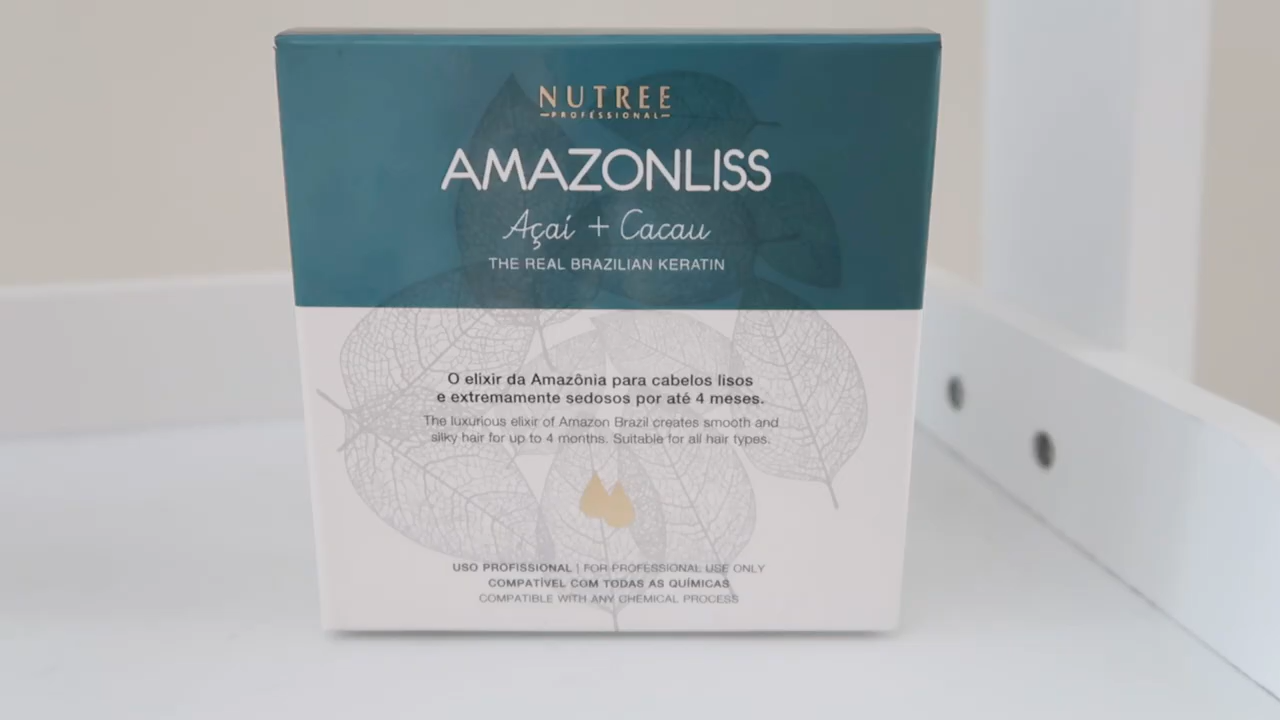 NUTREE
PROFESSIONAL
AMAZONLISS
Açaí + Cacau
THE REAL BRAZILIAN KERATIN
O elixir da Amazônia para cabelos lisos
e extremamente sedosos por até 4 meses.
The luxurious elixir of Amazon Brazil creates smooth and
silky hair for up to 4 months. Suitable for all hair types.
USO PROFISSIONAL | FOR PROFESSIONAL USE ONLY
COMPATÍVEL COM TODAS AS QUÍMICAS
COMPATIBLE WITH ANY CHEMICAL PROCESS